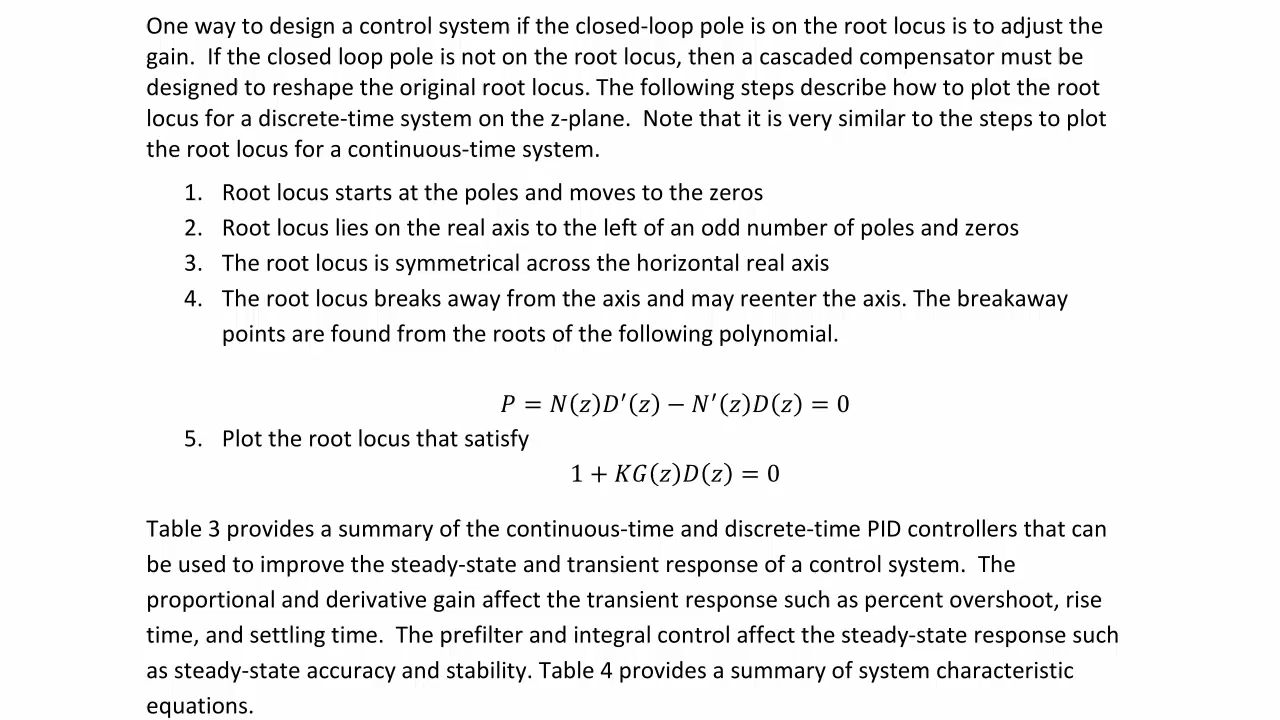 One way to design a control system if the closed-loop pole is on the root locus is to adjust the
gain.  If the closed loop pole is not on the root locus, then a cascaded compensator must be
designed to reshape the original root locus. The following steps describe how to plot the root
locus for a discrete-time system on the z-plane.  Note that it is very similar to the steps to plot
the root locus for a continuous-time system.
1. Root locus starts at the poles and moves to the zeros
2. Root locus lies on the real axis to the left of an odd number of poles and zeros
3. The root locus is symmetrical across the horizontal real axis
4. The root locus breaks away from the axis and may reenter the axis. The breakaway
points are found from the roots of the following polynomial.
P = N(z)D′(z) − N′(z)D(z) = 0
5. Plot the root locus that satisfy
1 + KG(z)D(z) = 0
Table 3 provides a summary of the continuous-time and discrete-time PID controllers that can
be used to improve the steady-state and transient response of a control system.  The
proportional and derivative gain affect the transient response such as percent overshoot, rise
time, and settling time.  The prefilter and integral control affect the steady-state response such
as steady-state accuracy and stability. Table 4 provides a summary of system characteristic
equations.